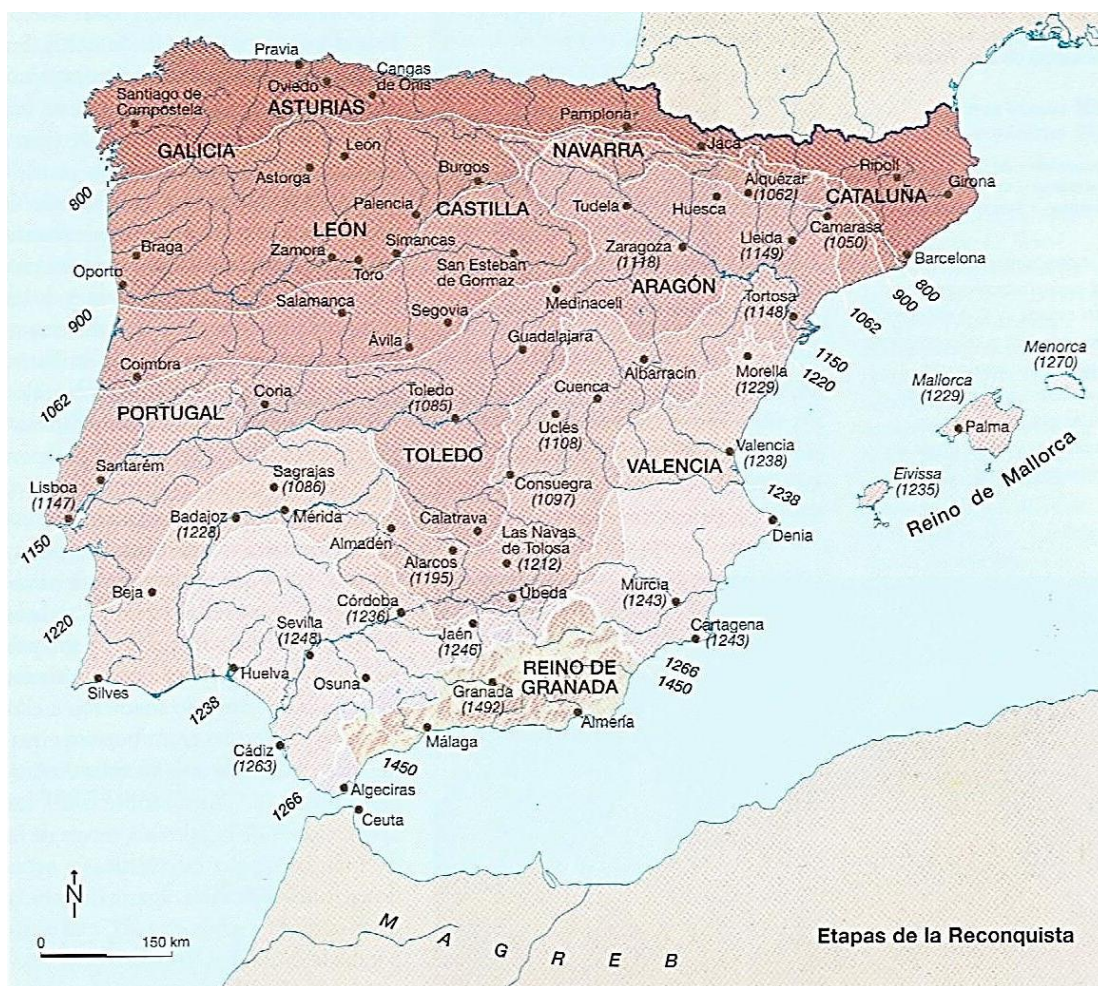 Pravia
Oviedo
Cangas
de Onís
Santiago de
Compostela
ASTURIAS
Pamplona
GALICIA
León
NAVARRA
Jaca
Astorga
Burgos
Alquézar
(1062)
Ripoll
CATALUÑA
Girona
800
Palencia
CASTILLA
Tudela
Huesca
LEÓN
Camarasa
(1050)
Braga
Zamora
Simancas
Zaragoza
(1118)
Lleida
(1149)
Toro
San Esteban
de Gormaz
Barcelona
Oporto
ARAGÓN
800
900
Salamanca
Medinaceli
Tortosa
(1148)
900
Segovia
1062
Ávila
Guadalajara
1150
1220
Menorca
(1270)
Coimbra
Albarracín
Morella
(1229)
Mallorca
(1229)
1062
Coria
Toledo
(1085)
Cuenca
PORTUGAL
Uclés
(1108)
Palma
TOLEDO
VALENCIA
Valencia
(1238)
Santarém
Sagrajas
(1086)
Consuegra
(1097)
Eivissa
(1235)
Reino de Mallorca
Lisboa
(1147)
1238
Badajoz
(1228)
Mérida
Calatrava
Denia
1150
Almadén
Las Navas
de Tolosa
(1212)
Alarcos
(1195)
Beja
Úbeda
Murcia
(1243)
1220
Córdoba
(1236)
Sevilla
(1248)
Jaén
(1246)
Cartagena
(1243)
Silves
Huelva
Osuna
Granada
(1492)
REINO DE
GRANADA
1266
1450
1238
Málaga
Almería
Cádiz
(1263)
1450
1266
Algeciras
Ceuta
N
0 150 km
MAGREB
Etapas de la Reconquista